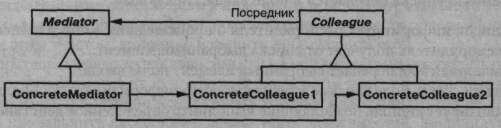 Mediator
Посредник
Colleague
ConcreteMediator
ConcreteColleague1
ConcreteColleague2